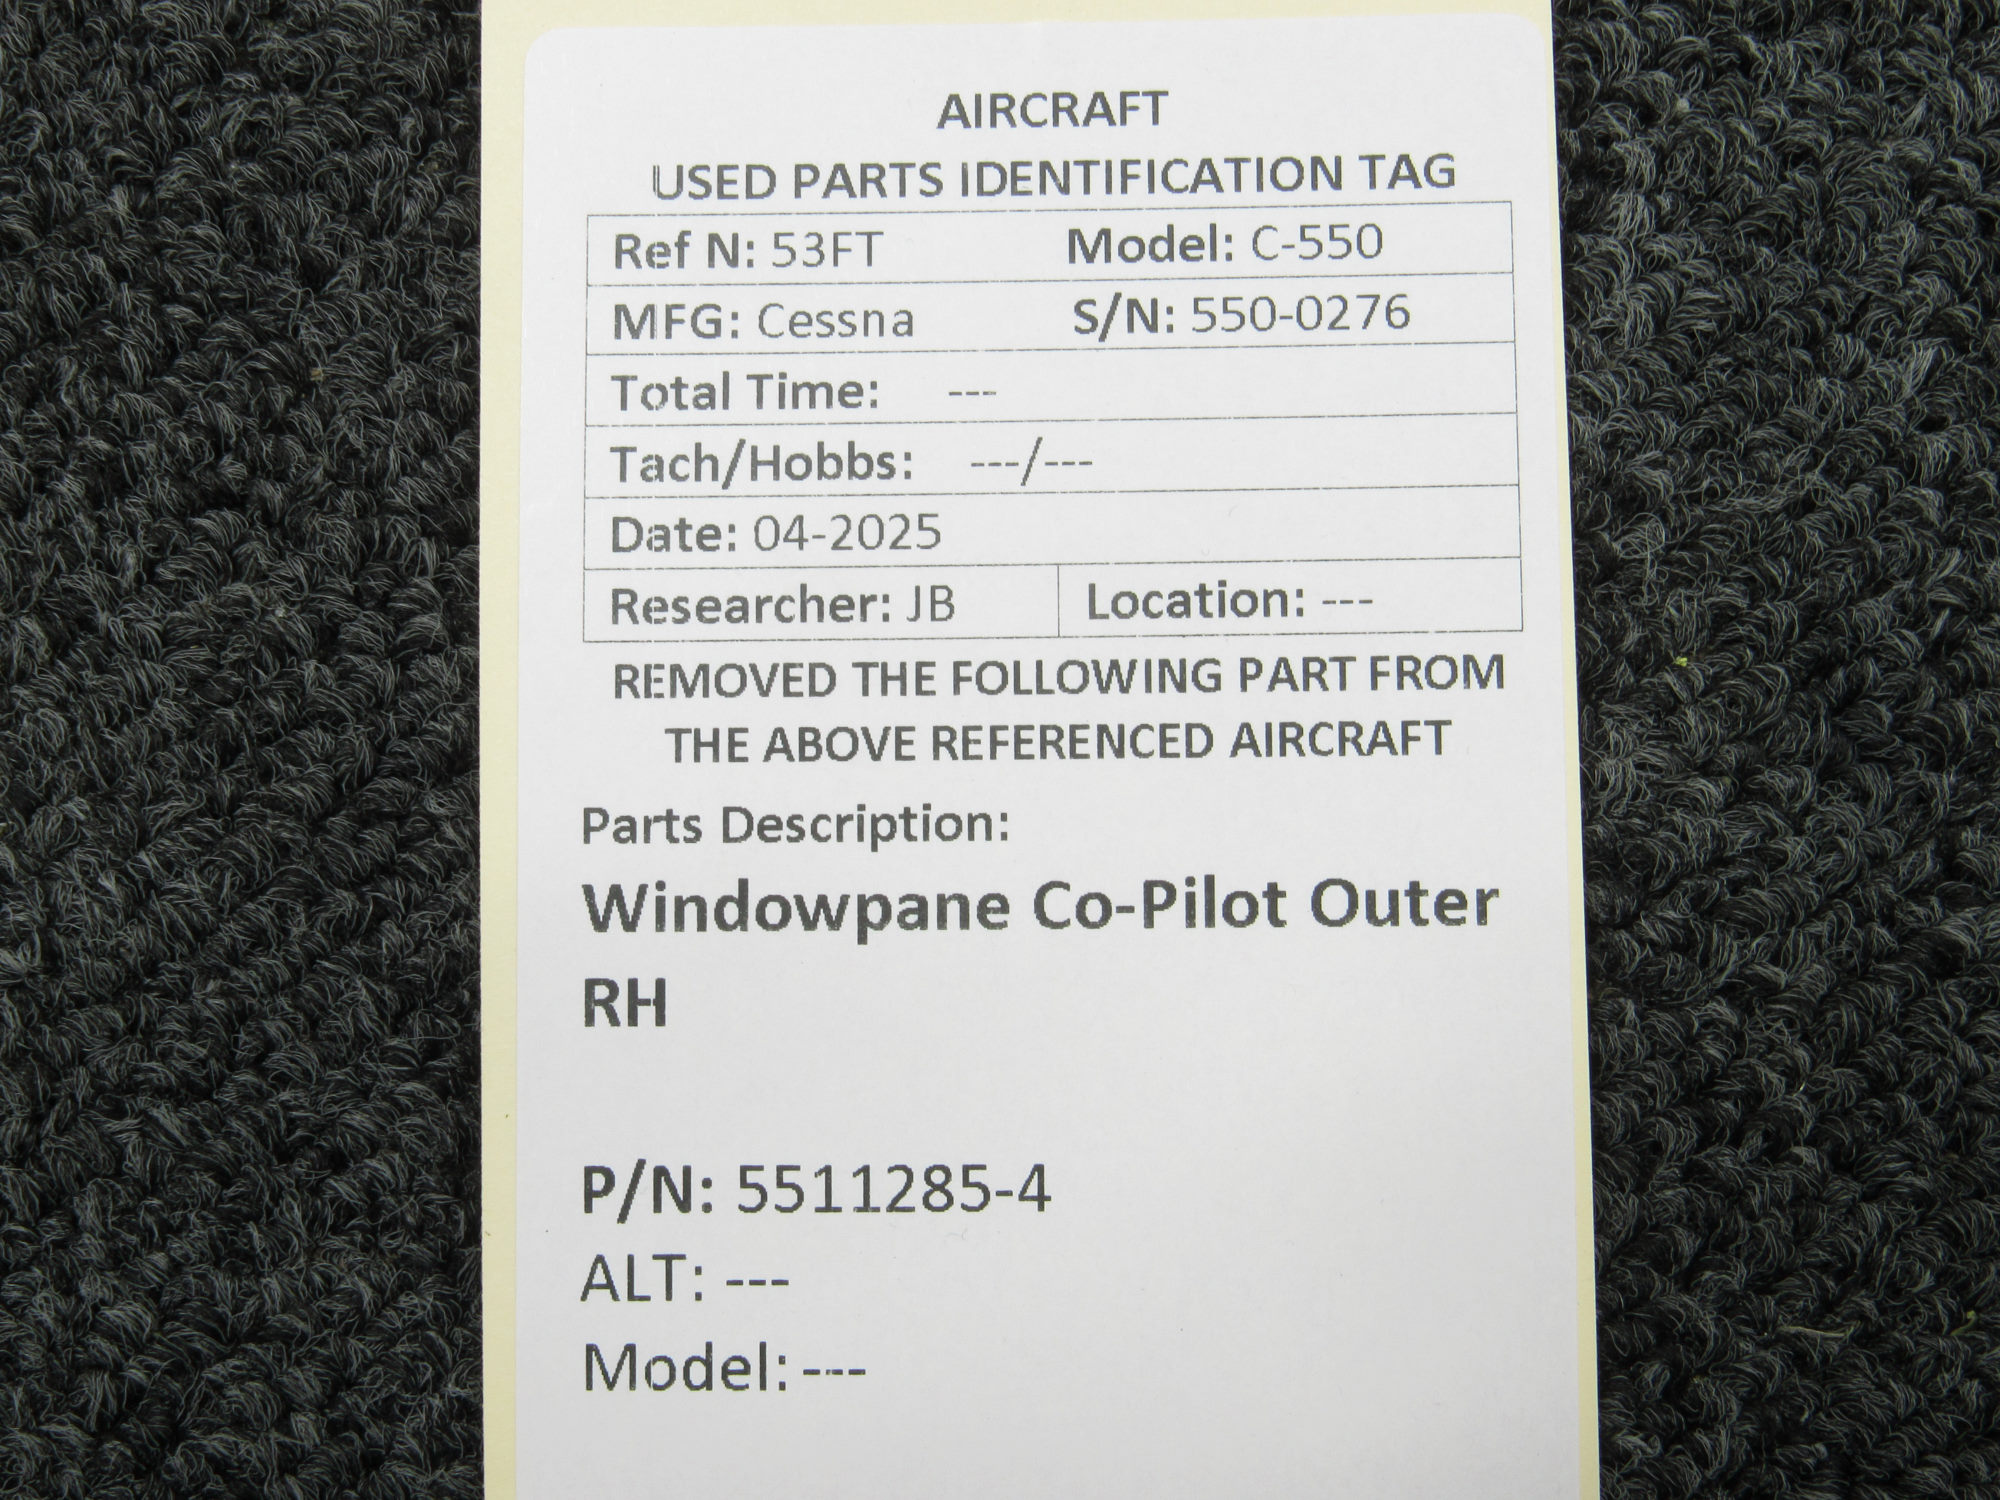 AIRCRAFT
USED PARTS IDENTIFICATION TAG
Ref N: 53FT Model: C-550
MFG: Cessna S/N: 550-0276
Total Time: ---
Tach/Hobbs: ---/---
Date: 04-2025
Researcher: JB Location: ---
REMOVED THE FOLLOWING PART FROM
THE ABOVE REFERENCED AIRCRAFT
Parts Description:
Windowpane Co-Pilot Outer
RH
P/N: 5511285-4
ALT: ---
Model: ---